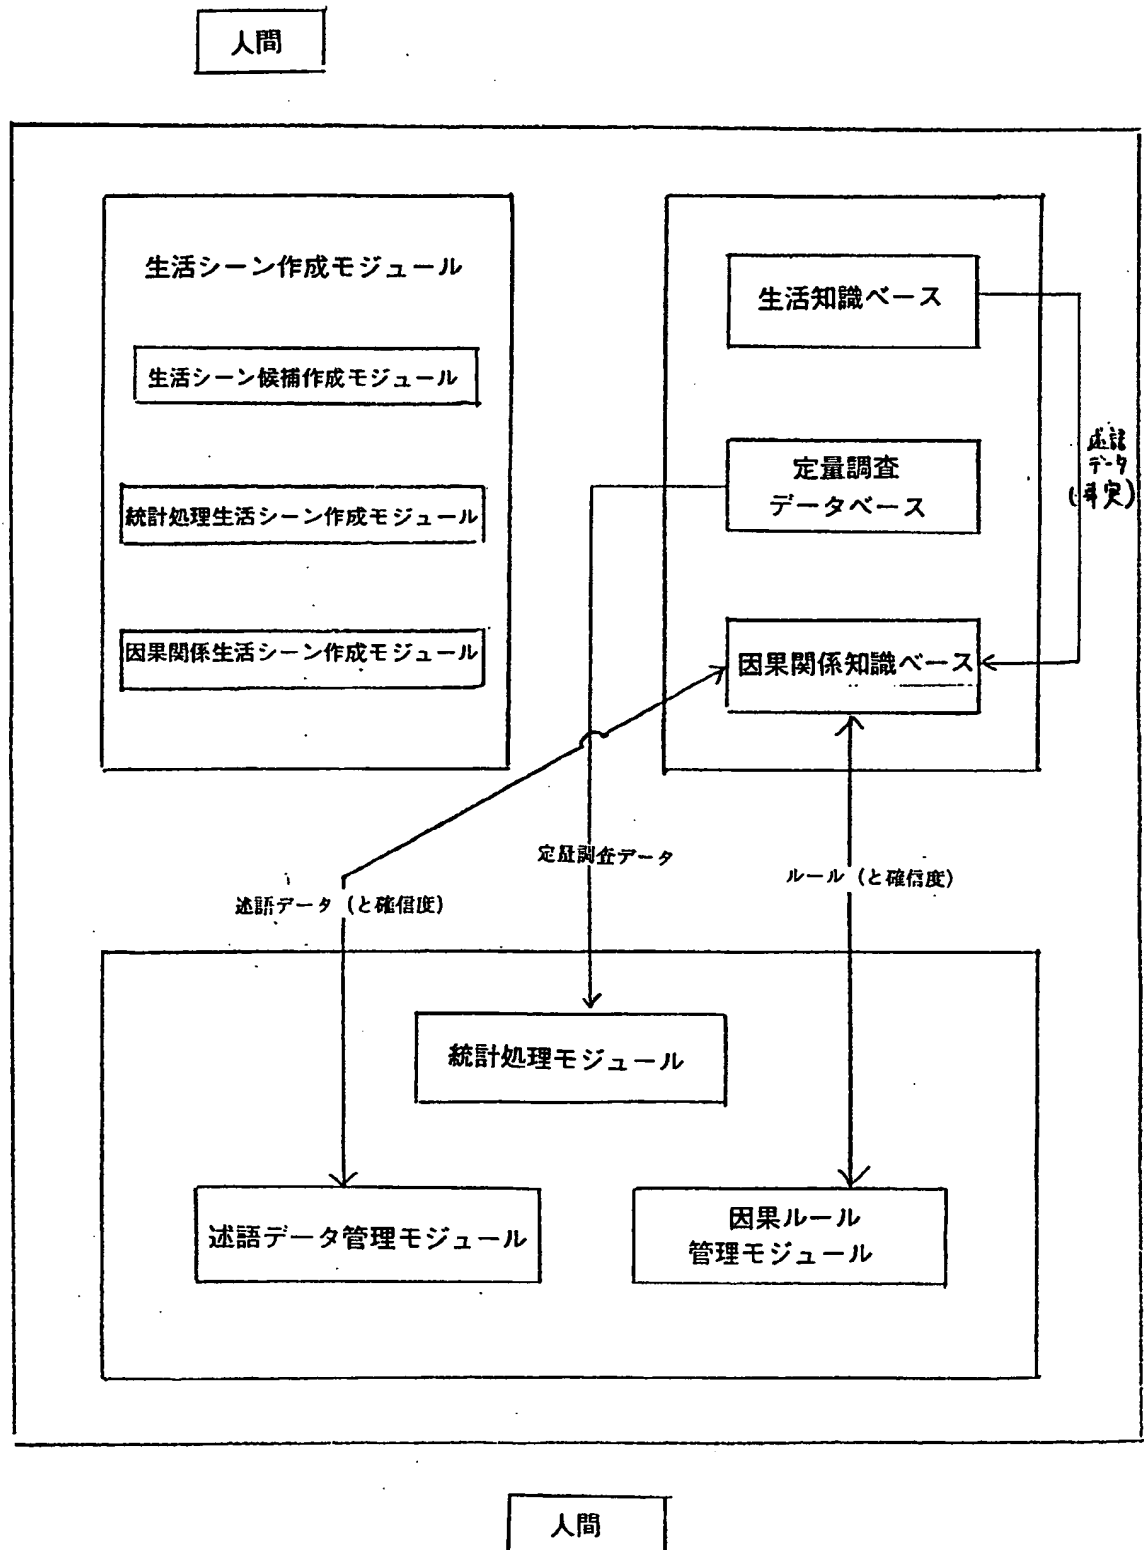 人間
生活シーン作成モジュール
生活シーン候補作成モジュール
統計処理生活シーン作成モジュール
因果関係生活シーン作成モジュール
生活知識ベース
定量調査
データベース
因果関係知識ベース
述語
データ
(事実)
定量調査データ
ルール（と確信度）
述語データ（と確信度）
統計処理モジュール
述語データ管理モジュール
因果ルール
管理モジュール
人間